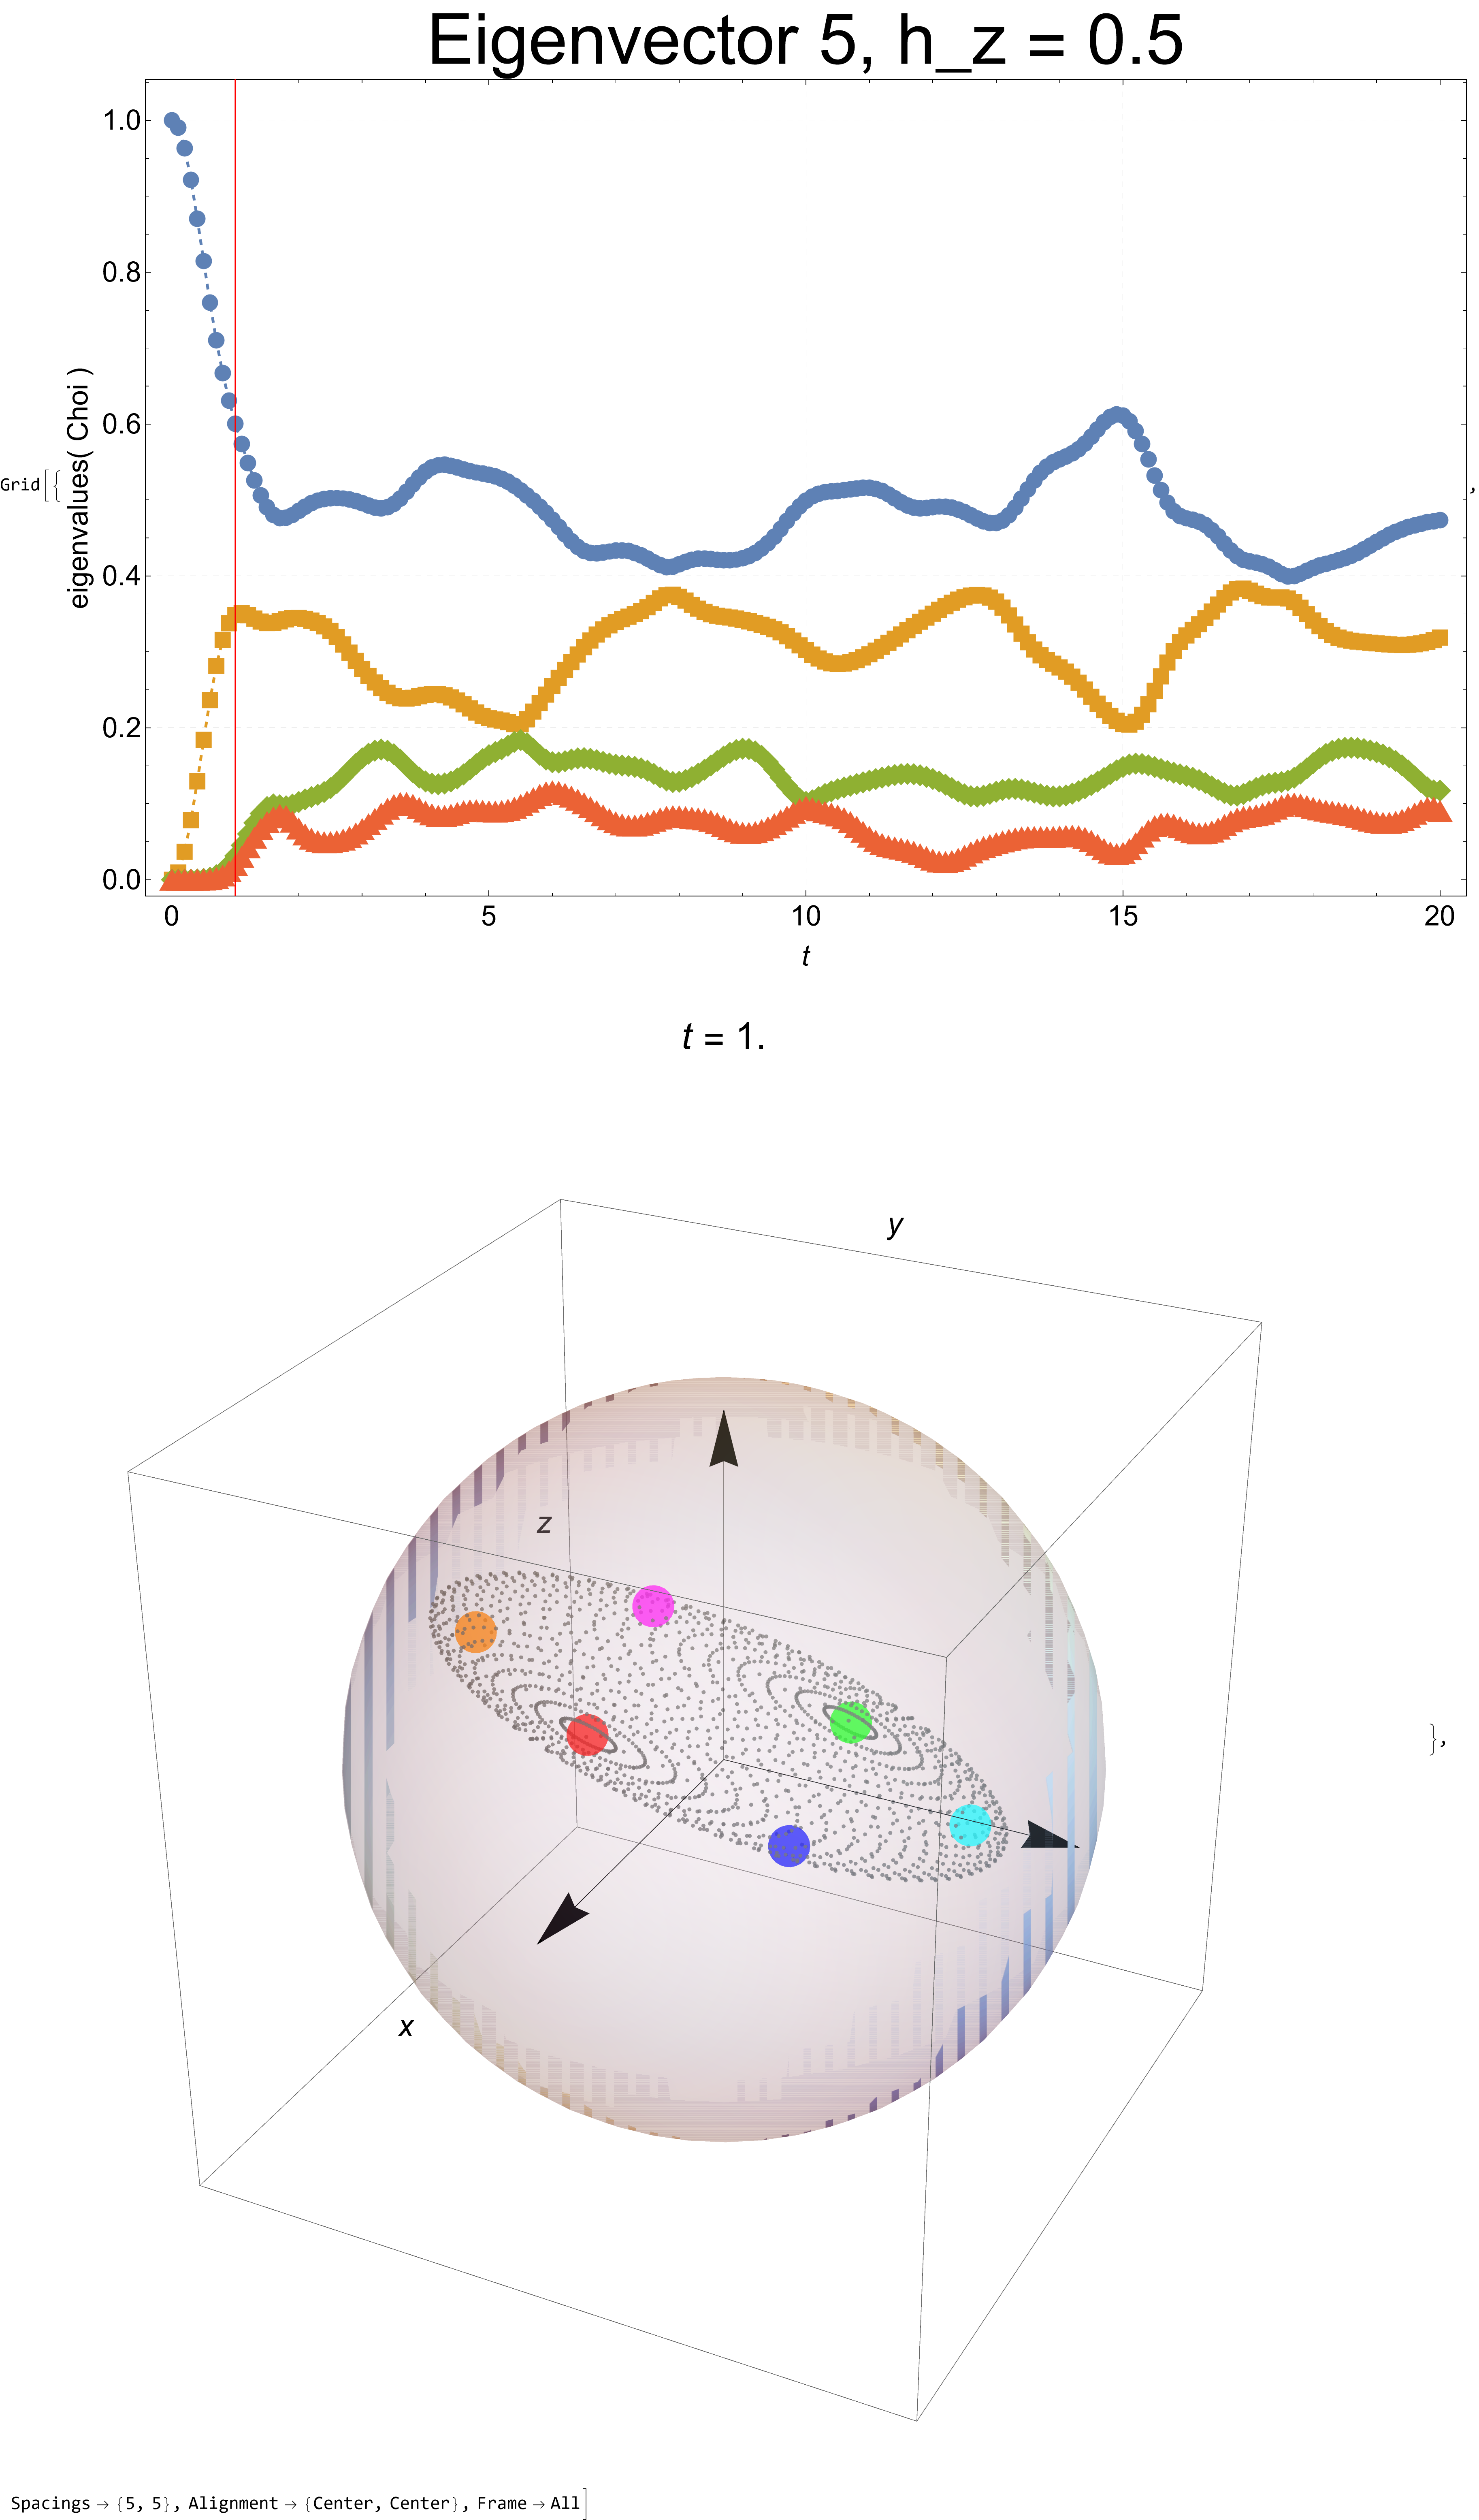 Eigenvector 5, h_z = 0.5
1.0
0.8
0.6
0.4
0.2
0.0
eigenvalues( Choi )
Grid[{
,
0 5 10 15 20
t
t = 1.
y
z
x
},
Spacings → {5, 5}, Alignment → {Center, Center}, Frame → All]